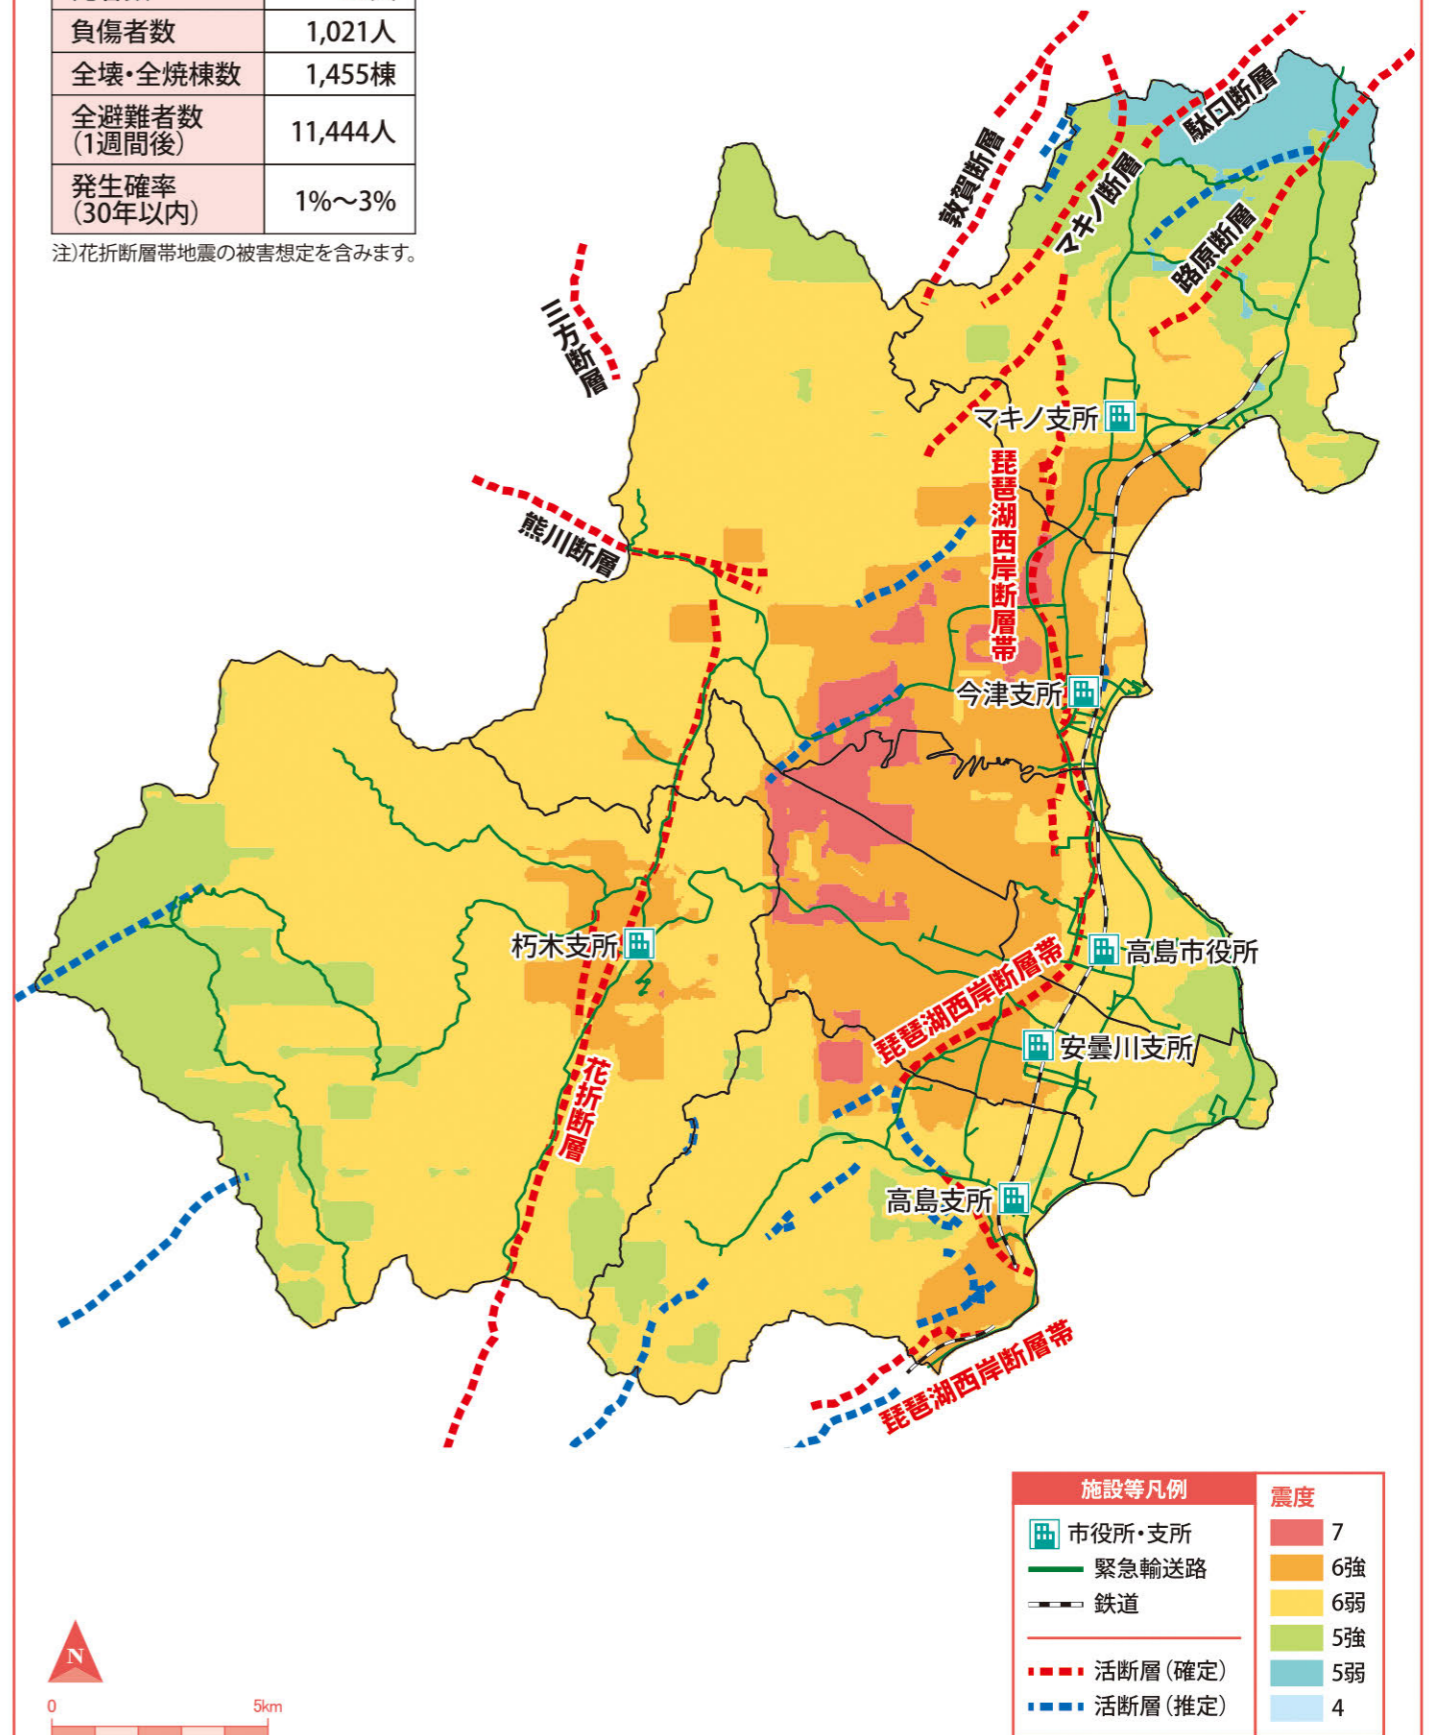 負傷者数 1,021人
全壊・全焼棟数 1,455棟
全避難者数
(1週間後) 11,444人
発生確率
(30年以内) 1%～3%
注)花折断層帯地震の被害想定を含みます。
駄口断層
敦賀断層
マキノ断層
路原断層
三方断層
マキノ支所
琵琶湖西岸断層帯
熊川断層
今津支所
朽木支所
高島市役所
琵琶湖西岸断層帯
安曇川支所
花折断層
高島支所
琵琶湖西岸断層帯
施設等凡例
市役所・支所
緊急輸送路
鉄道
活断層(確定)
活断層(推定)
震度
7
6強
6弱
5強
5弱
4
N
0 5km